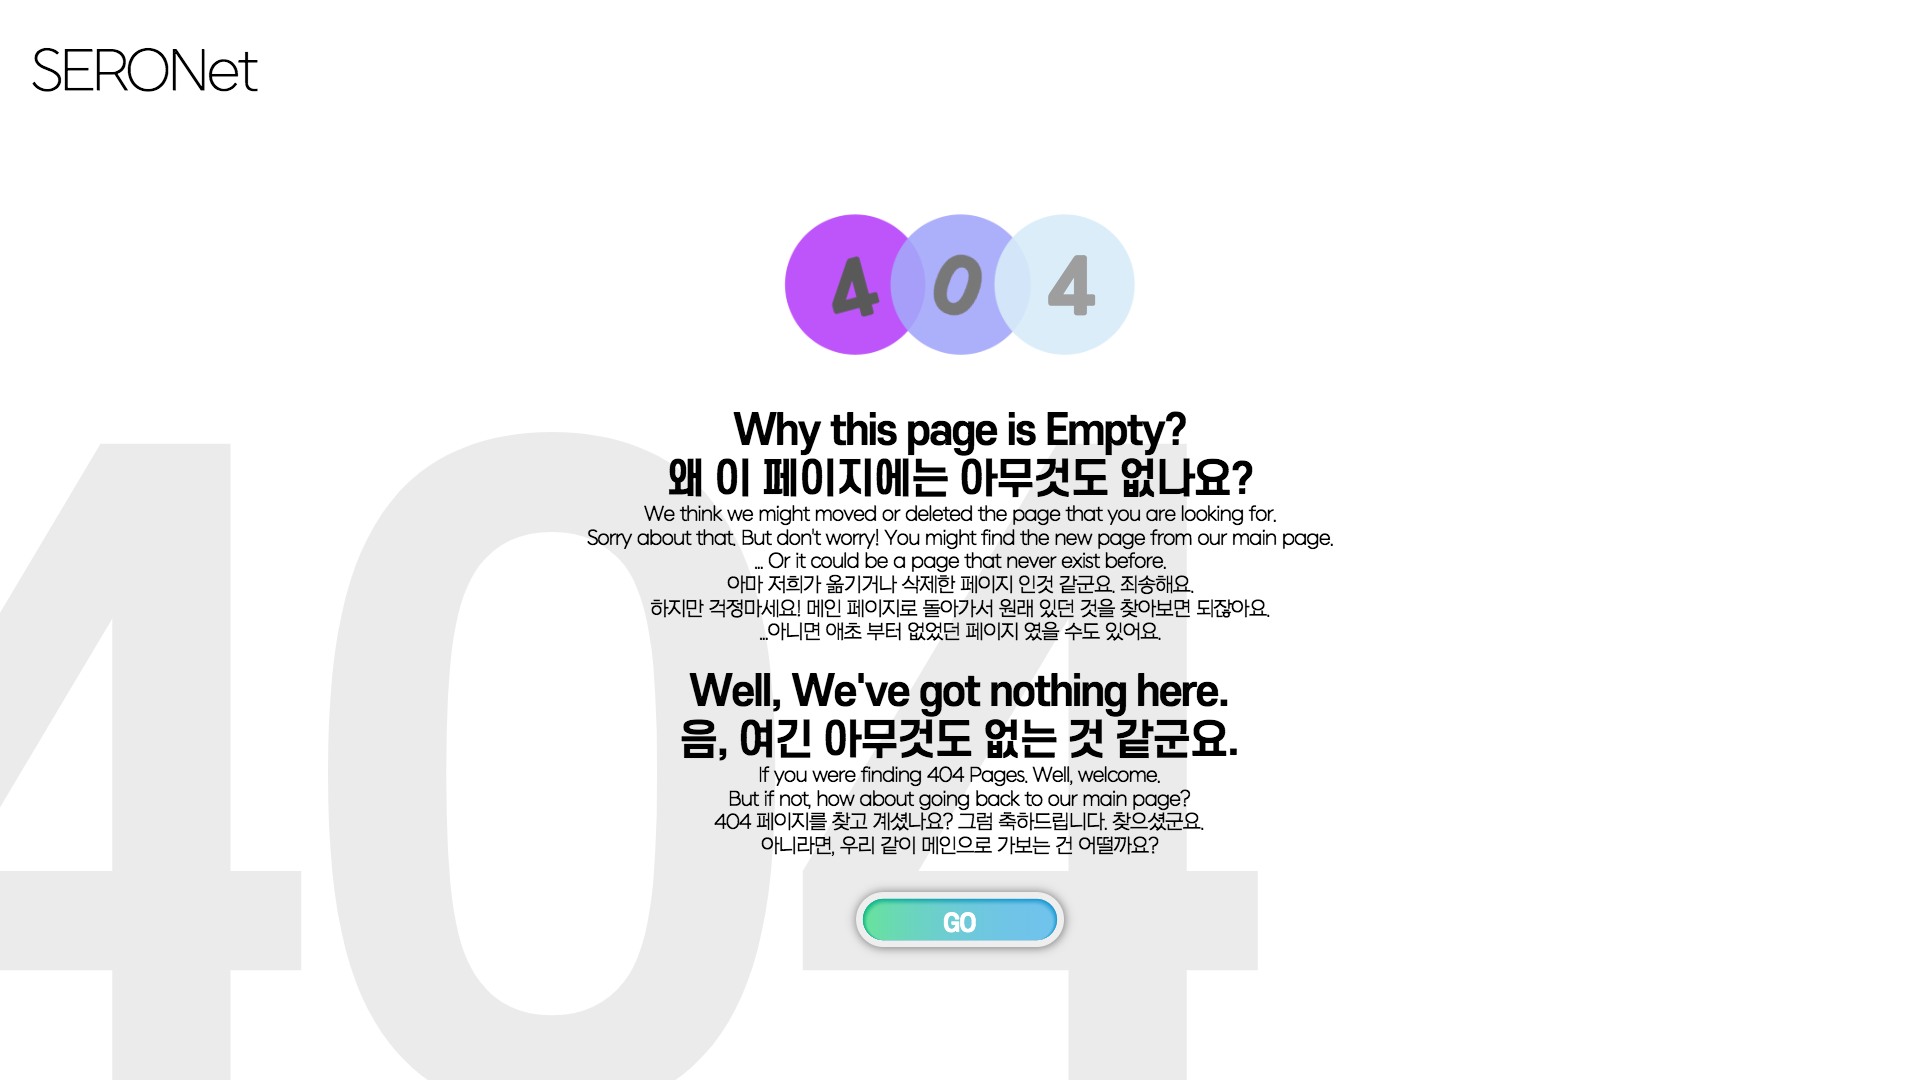 SERONet
404
404
Why this page is Empty?
왜 이 페이지에는 아무것도 없나요?
We think we might moved or deleted the page that you are looking for.
Sorry about that. But don't worry! You might find the new page from our main page.
... Or it could be a page that never exist before.
아마 저희가 옮기거나 삭제한 페이지 인것 같군요. 죄송해요.
하지만 걱정마세요! 메인 페이지로 돌아가서 원래 있던 것을 찾아보면 되잖아요.
...아니면 애초 부터 없었던 페이지 였을 수도 있어요.
Well, We've got nothing here.
음, 여긴 아무것도 없는 것 같군요.
If you were finding 404 Pages. Well, welcome.
But if not, how about going back to our main page?
404 페이지를 찾고 계셨나요? 그럼 축하드립니다. 찾으셨군요.
아니라면, 우리 같이 메인으로 가보는 건 어떨까요?
GO